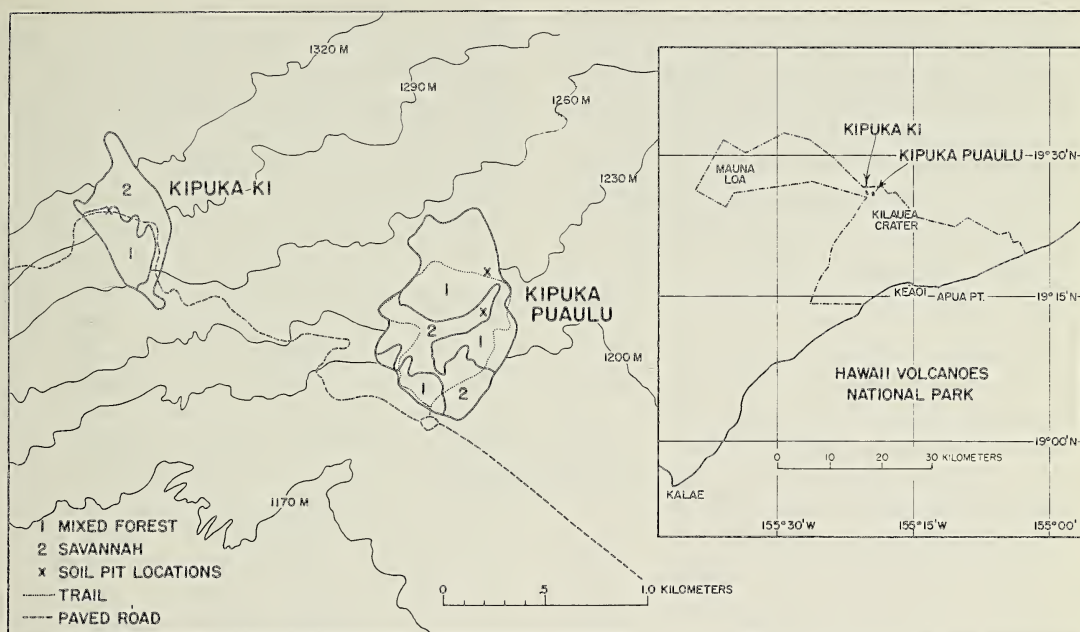 1320 M
1290 M
1260 M
1230 M
1200 M
1170 M
2
KIPUKA KI
1
1
KIPUKA
PUAULU
2
1
1
2
1 MIXED FOREST
2 SAVANNAH
x SOIL PIT LOCATIONS
TRAIL
PAVED ROAD
0 .5 1.0 KILOMETERS
KIPUKA KI
19°30'N
KIPUKA PUAULU
MAUNA
LOA
KILAUEA
CRATER
KEAOI APUA PT.
19°15'N
HAWAII VOLCANOES
NATIONAL PARK
19°00'N
0 10 20 30 KILOMETERS
KALAE
155°30'W 155°15'W 155°00'